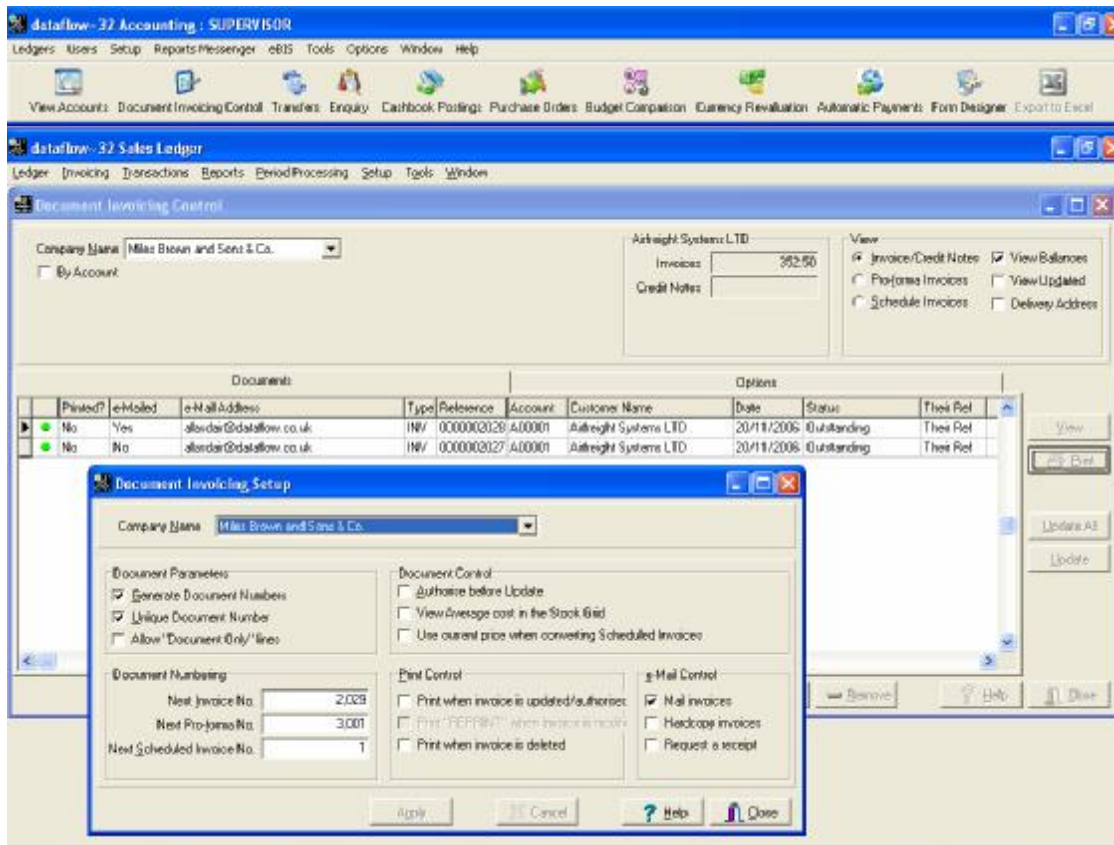 dataflow-32 Accounting : SUPERVISOR
Ledgers Users Setup Reports Messenger eBIS Tools Options Window Help
View Accounts Document Invoicing Control Transfers Enquiry Cashbook Postings Purchase Orders Budget Comparison Currency Revaluation Automatic Payments Form Designer Export to Excel
dataflow-32 Sales Ledger
Ledger Invoicing Transactions Reports Period Processing Setup Tools Window
Document Invoicing Control
Company Name Miles Brown and Sons & Co.
By Account
Airfreight Systems LTD
Invoices 352.50
Credit Notes
View
Invoice/Credit Notes View Balances
Pro-forma Invoices View Updated
Schedule Invoices Delivery Address
Documents Options
Printed? e-Mailed e-Mail Address Type Reference Account Customer Name Date Status Their Ref
No Yes alasdair@dataflow.co.uk INV 0000002028 A00001 Airfreight Systems LTD 20/11/2006 Outstanding Their Ref
No No alasdair@dataflow.co.uk INV 0000002027 A00001 Airfreight Systems LTD 20/11/2006 Outstanding Their Ref
View
Update All
Update
Remove Help Close
Document Invoicing Setup
Company Name Miles Brown and Sons & Co.
Document Parameters
Generate Document Numbers
Unique Document Number
Allow "Document Only" lines
Document Control
Authorise before Update
View Average cost in the Stock Grid
Use current price when converting Scheduled Invoices
Document Numbering
Next Invoice No. 2,029
Next Pro-forma No. 3,001
Next Scheduled Invoice No. 1
Print Control
Print when invoice is updated/authorised
Print "REPRINT" when invoice is
Print when invoice is deleted
e-Mail Control
Mail invoices
Hardcopy invoices
Request a receipt
Apply Cancel Help Close